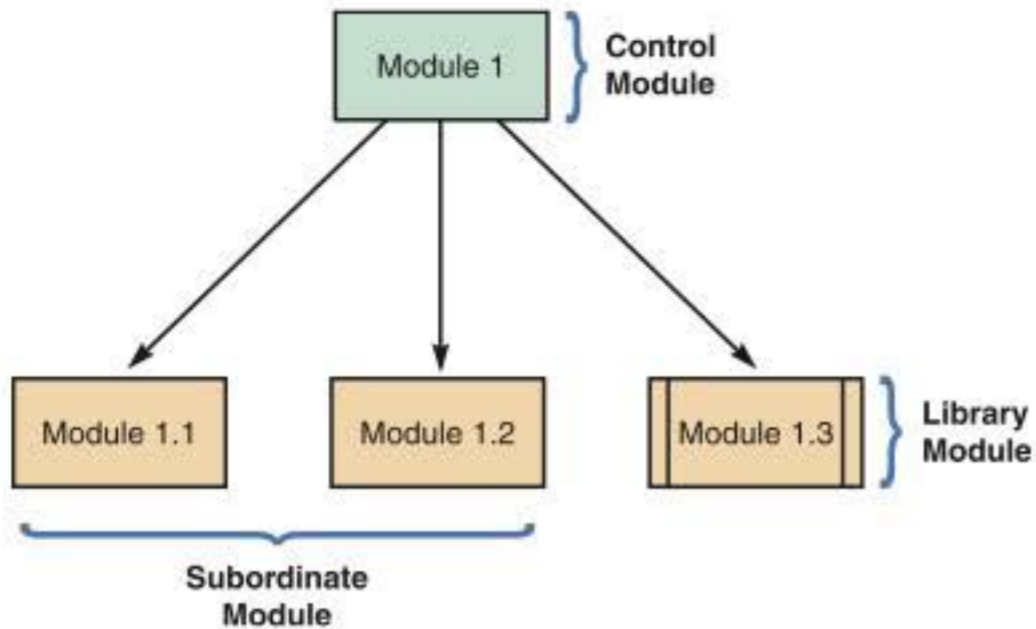 Module 1
Control
Module
Module 1.1
Module 1.2
Module 1.3
Library
Module
Subordinate
Module